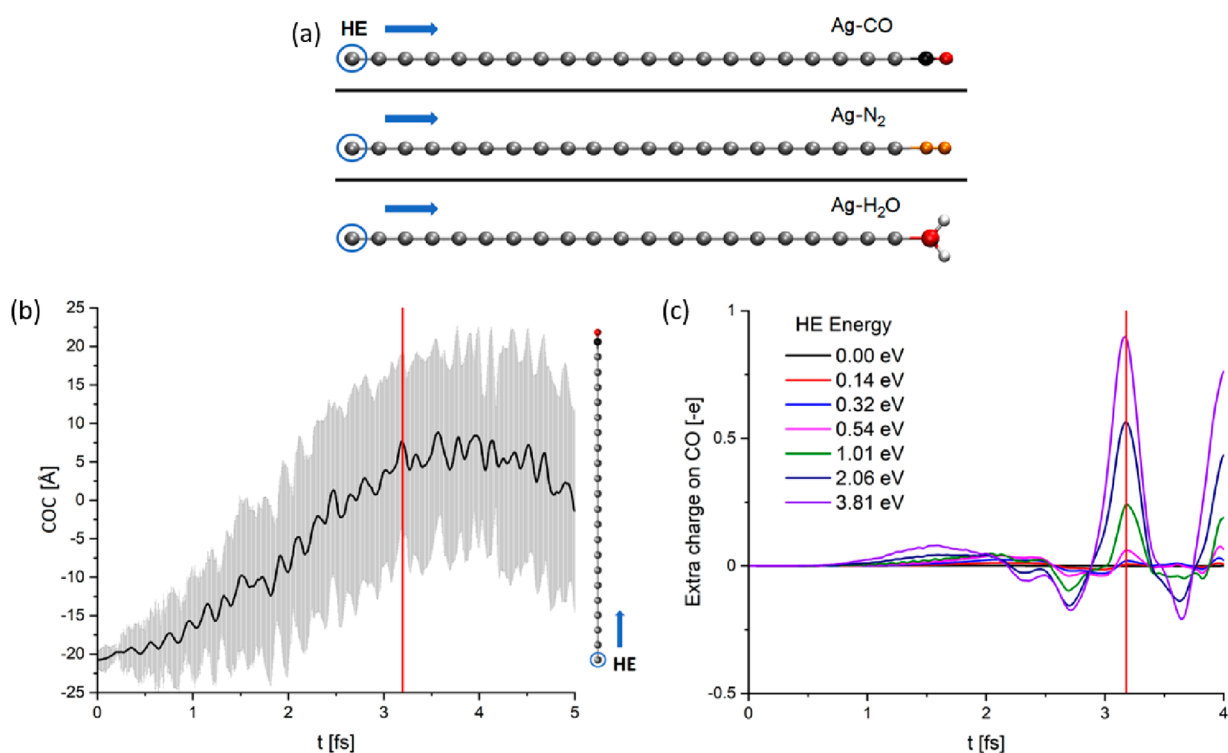 (a)
HE
Ag-CO
Ag-N₂
Ag-H₂O
(b)
COC [Å]
25
20
15
10
5
0
-5
-10
-15
-20
-25
0
1
2
3
4
5
t [fs]
HE
(c)
Extra charge on CO [-e]
1
0.5
0
-0.5
HE Energy
0.00 eV
0.14 eV
0.32 eV
0.54 eV
1.01 eV
2.06 eV
3.81 eV
0
1
2
3
4
t [fs]